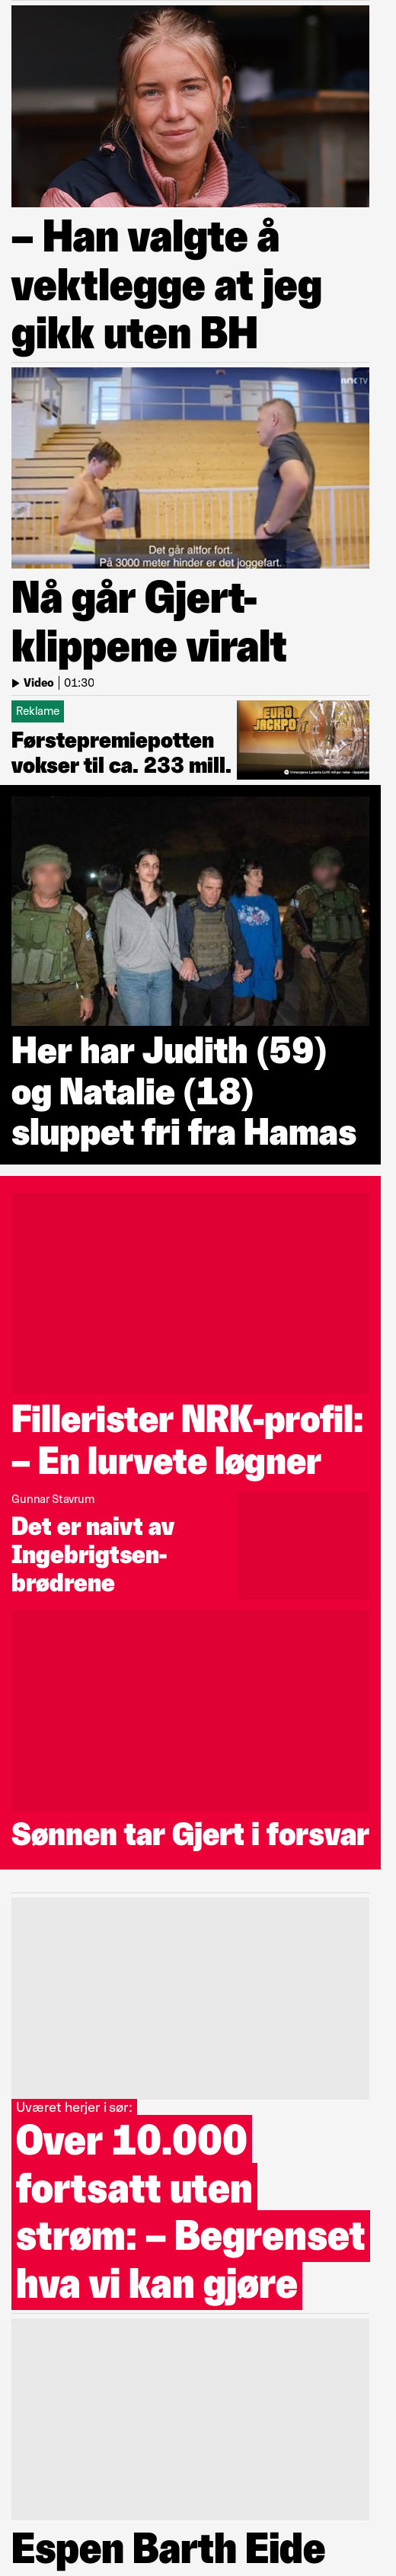 – Han valgte å
vektlegge at jeg
gikk uten BH
NRK TV
Det går altfor fort.
På 3000 meter hinder er det joggefart.
Nå går Gjert-
klippene viralt
Video | 01:30
Reklame
EURO
JACKPOT
Førstepremiepotten
vokser til ca. 233 mill.
Her har Judith (59)
og Natalie (18)
sluppet fri fra Hamas
Fillerister NRK-profil:
– En lurvete løgner
Gunnar Stavrum
Det er naivt av
Ingebrigtsen-
brødrene
Sønnen tar Gjert i forsvar
Uværet herjer i sør:
Over 10.000
fortsatt uten
strøm: – Begrenset
hva vi kan gjøre
Espen Barth Eide